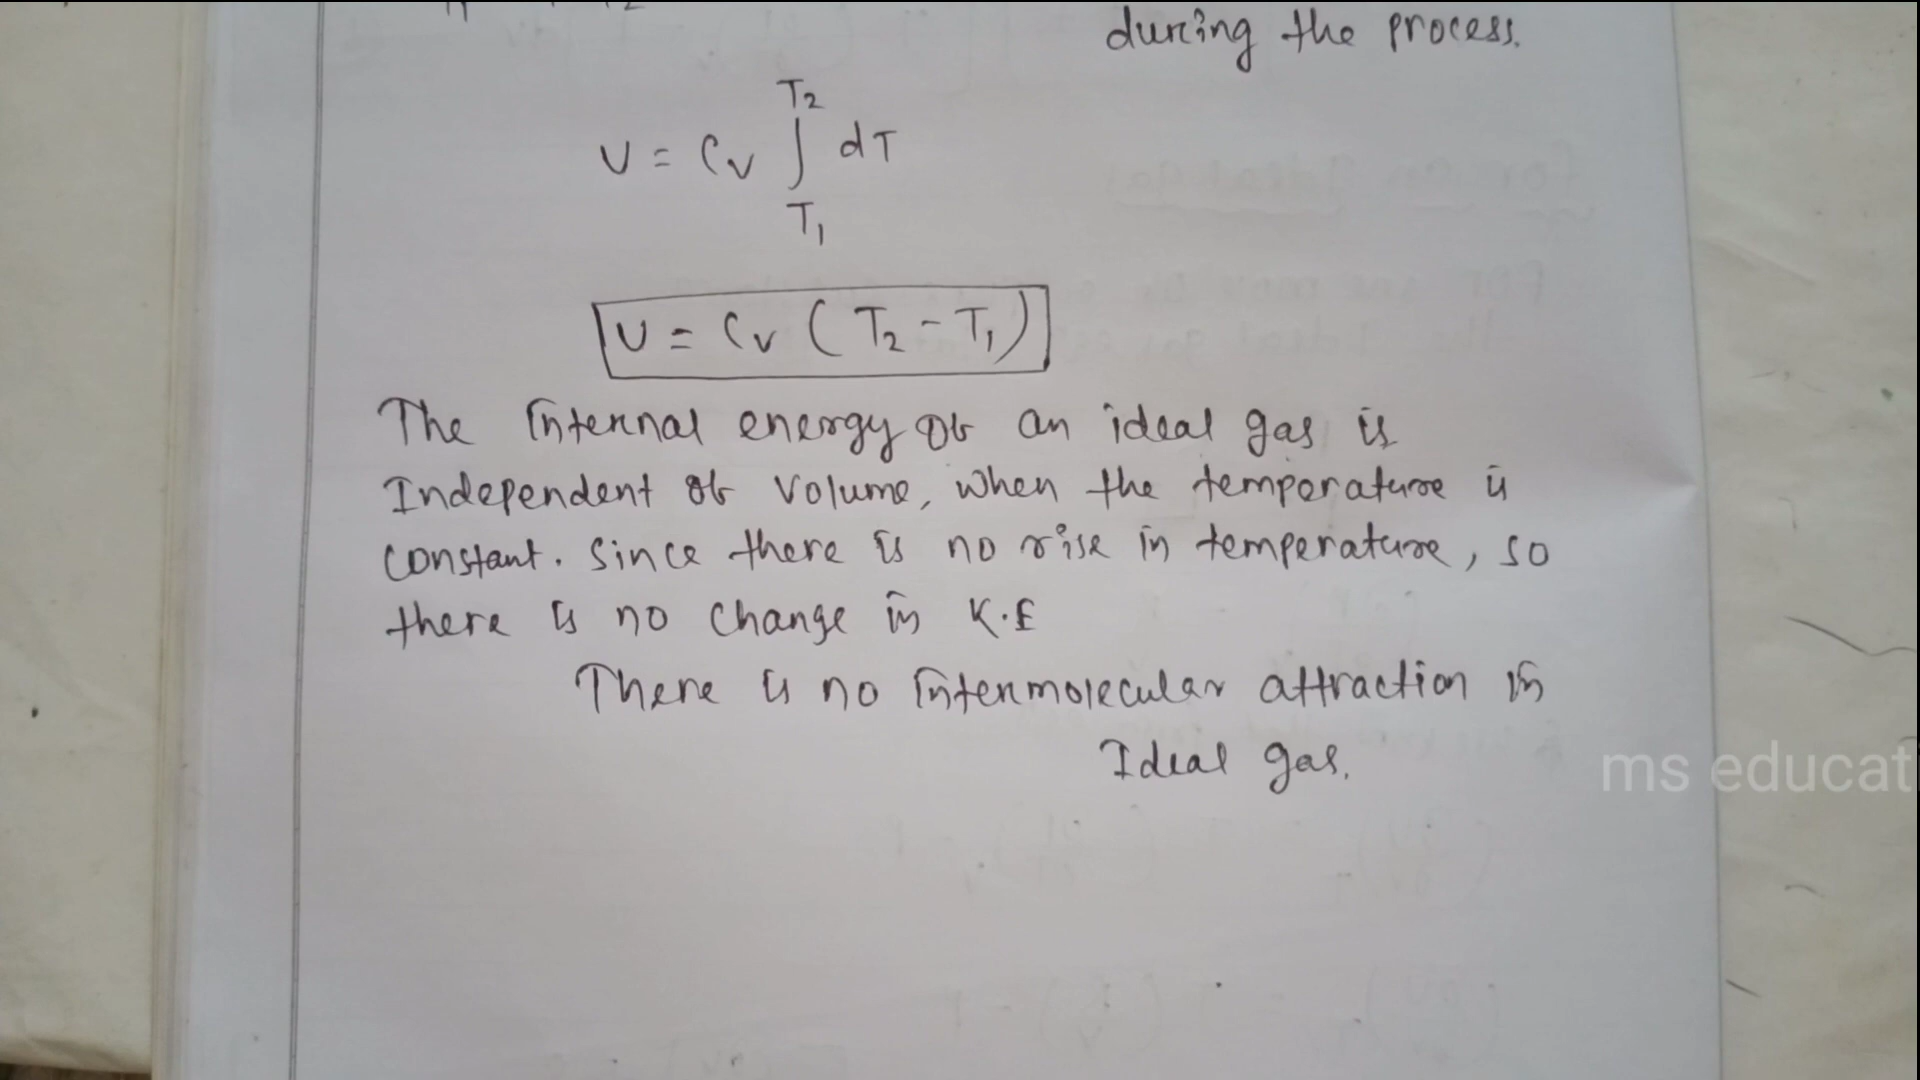 during the process.
T2
U = Cv ∫ dT
T1
U = Cv ( T2 - T1 )
The Internal energy of an ideal gas is
Independent of volume, when the temperature is
constant. Since there is no rise in temperature, so
there is no change in K.E
There is no Intermolecular attraction in
Ideal gas.
ms educat